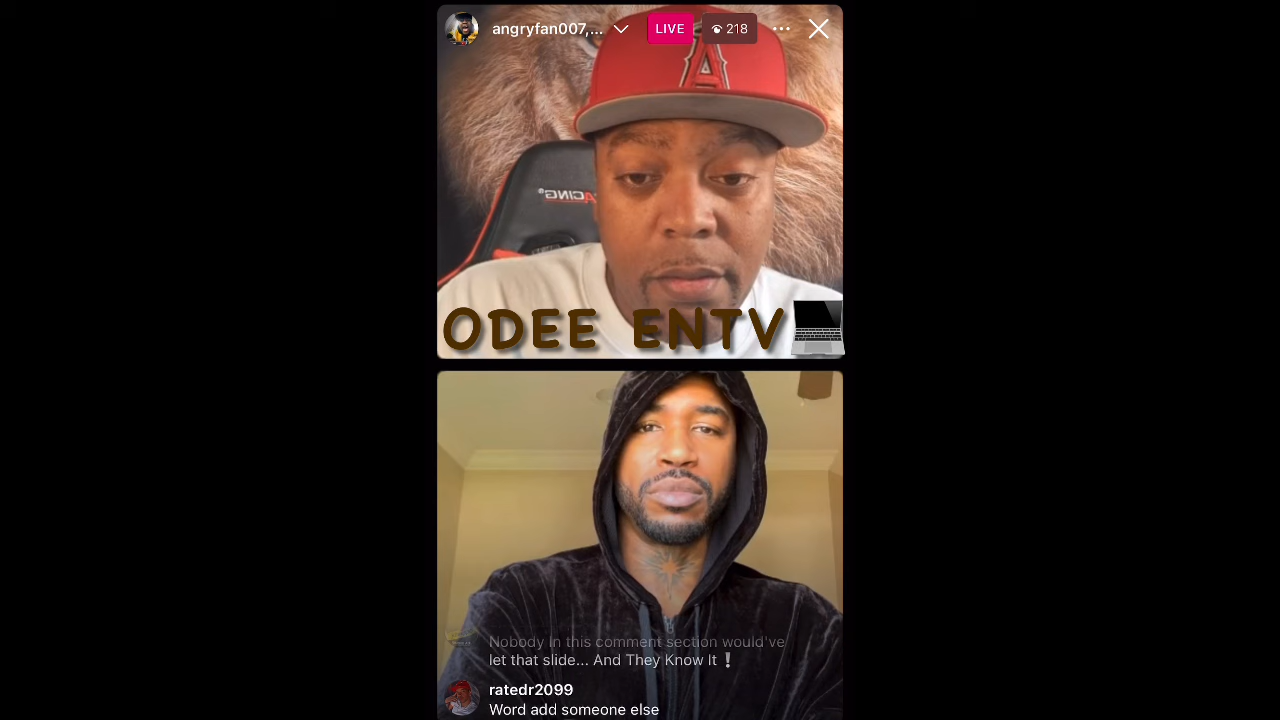 angryfan007,...
LIVE
218
A
RACING®
ODEE ENTV
Nobody in this comment section would've
let that slide... And They Know It❗
ratedr2099
Word add someone else